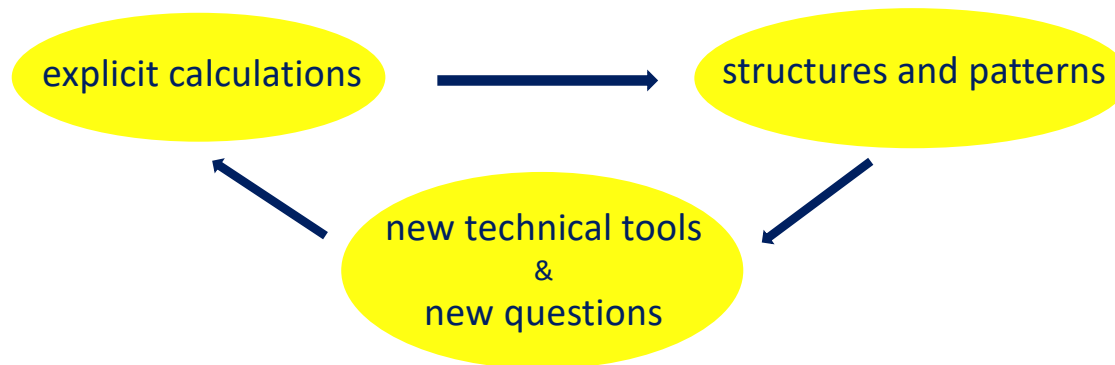 explicit calculations
structures and patterns
new technical tools
&
new questions